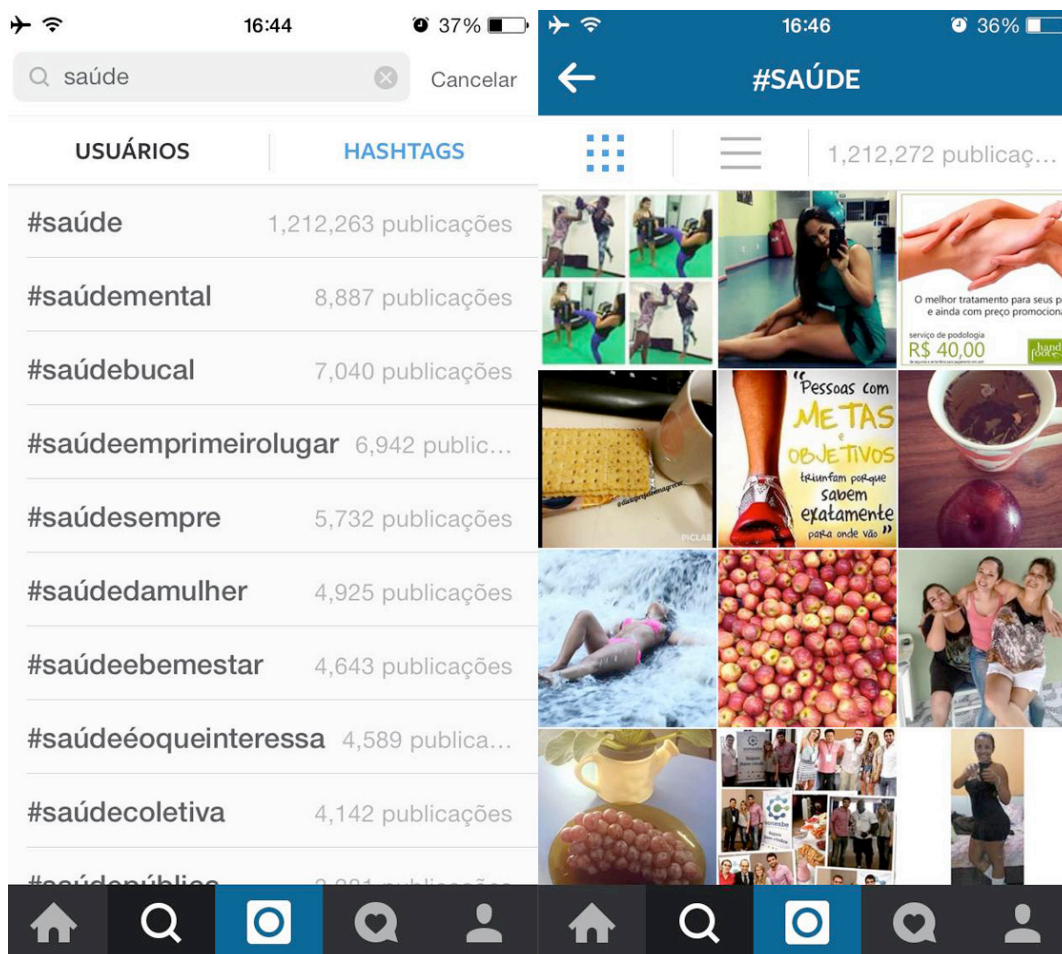 16:44
37%
saúde
Cancelar
USUÁRIOS
HASHTAGS
#saúde 1,212,263 publicações
#saúdemental 8,887 publicações
#saúdebucal 7,040 publicações
#saúdeemprimeirolugar 6,942 public...
#saúdesempre 5,732 publicações
#saúdedamulher 4,925 publicações
#saúdeebemestar 4,643 publicações
#saúdeéoqueinteressa 4,589 publica...
#saúdecoletiva 4,142 publicações
16:46
36%
#SAÚDE
1,212,272 publicaç...
O melhor tratamento para seus p
e ainda com preço promociona
serviço de podologia
R$ 40,00
hand
foot
PICLAB
"Pessoas com
METAS
e
OBJETIVOS
triunfam porque
sabem
exatamente
para onde vão"